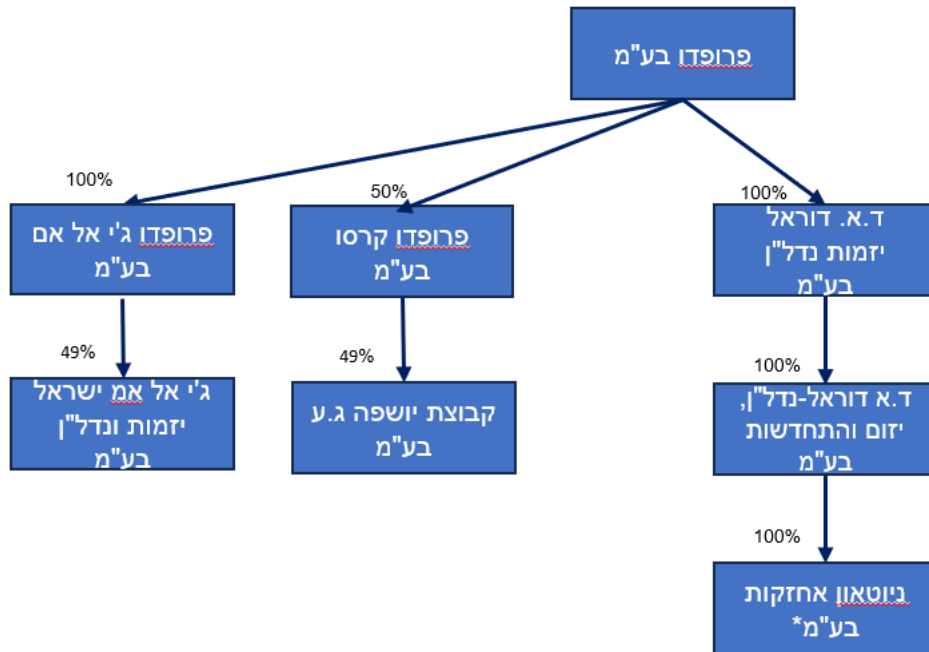 פרופדו בע"מ
100%
50%
100%
ד.א. דוראל
יזמות נדל"ן
בע"מ
פרופדו קרסו
בע"מ
פרופדו ג'י אל אם
בע"מ
100%
49%
49%
ד.א דוראל-נדל"ן,
יזום והתחדשות
בע"מ
קבוצת יושפה ג.ע
בע"מ
ג'י אל אמ ישראל
יזמות ונדל"ן
בע"מ
100%
ניוטאון אחזקות
בע"מ*